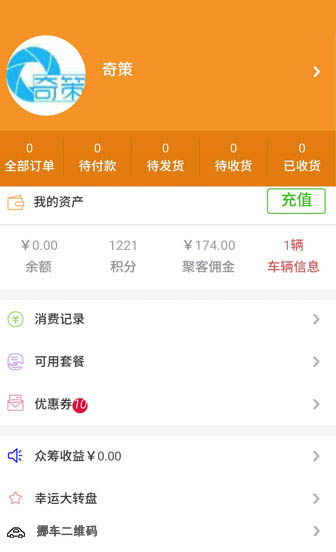 奇策
奇策
0 0 0 0 0
全部订单 待付款 待发货 待收货 已收货
我的资产 充值
￥0.00 1221 ￥174.00 1辆
余额 积分 聚客佣金 车辆信息
消费记录
可用套餐
优惠券 10
众筹收益￥0.00
幸运大转盘
挪车二维码